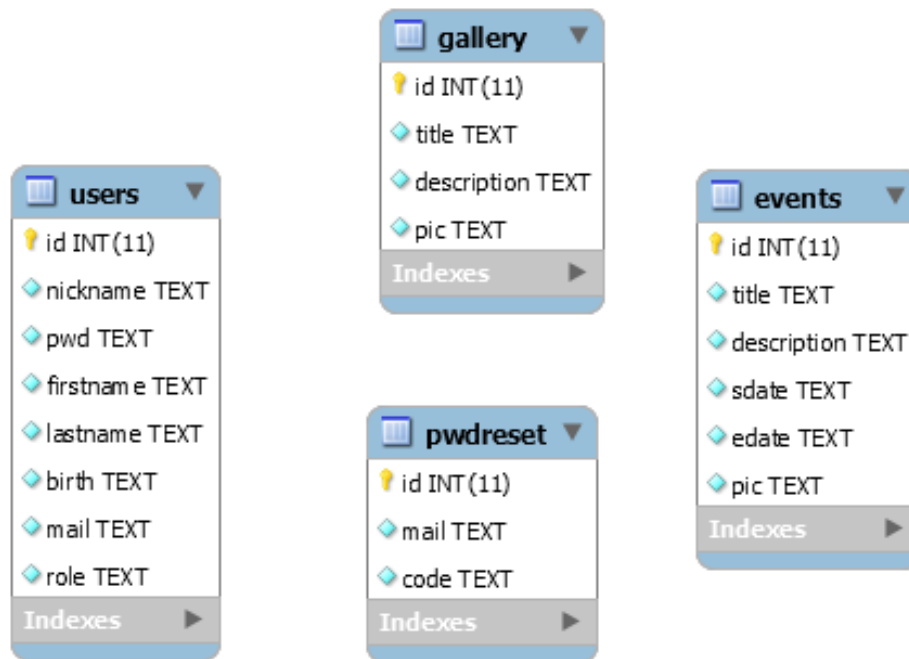 gallery
id INT(11)
title TEXT
description TEXT
pic TEXT
Indexes
users
id INT(11)
nickname TEXT
pwd TEXT
firstname TEXT
lastname TEXT
birth TEXT
mail TEXT
role TEXT
Indexes
pwdreset
id INT(11)
mail TEXT
code TEXT
Indexes
events
id INT(11)
title TEXT
description TEXT
sdate TEXT
edate TEXT
pic TEXT
Indexes